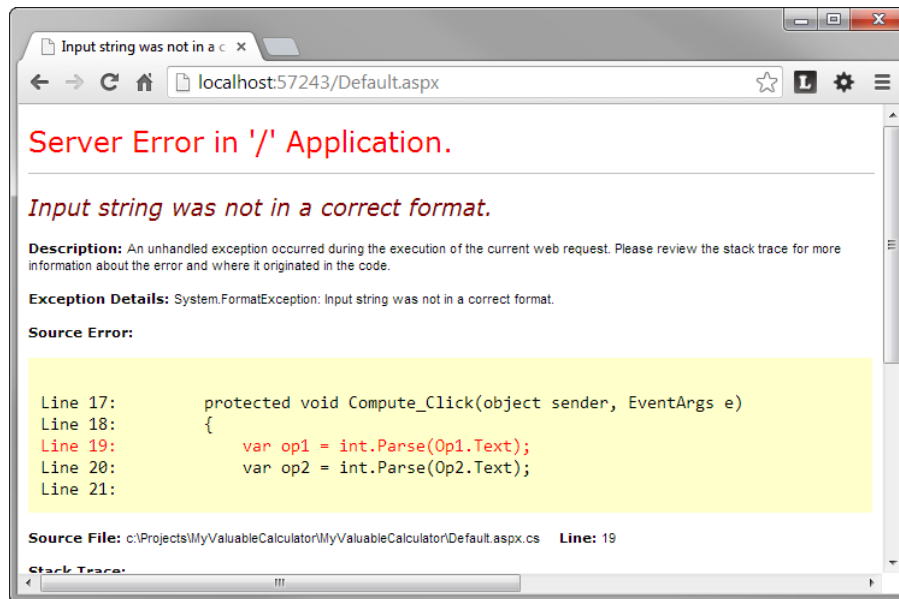 Input string was not in a c
localhost:57243/Default.aspx
L
Server Error in '/' Application.
Input string was not in a correct format.
Description: An unhandled exception occurred during the execution of the current web request. Please review the stack trace for more
information about the error and where it originated in the code.
Exception Details: System.FormatException: Input string was not in a correct format.
Source Error:
Line 17:         protected void Compute_Click(object sender, EventArgs e)
Line 18:         {
Line 19:             var op1 = int.Parse(Op1.Text);
Line 20:             var op2 = int.Parse(Op2.Text);
Line 21:
Source File: c:\Projects\MyValuableCalculator\MyValuableCalculator\Default.aspx.cs    Line: 19
Stack Trace: